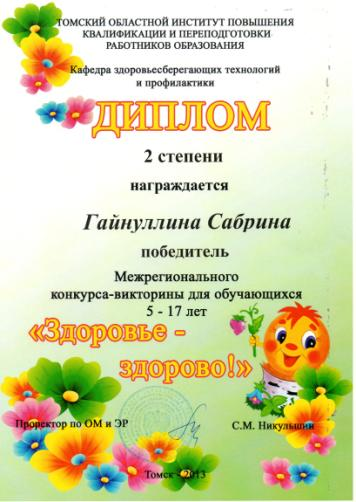 ТОМСКИЙ ОБЛАСТНОЙ ИНСТИТУТ ПОВЫШЕНИЯ
КВАЛИФИКАЦИИ И ПЕРЕПОДГОТОВКИ
РАБОТНИКОВ ОБРАЗОВАНИЯ
Кафедра здоровьесберегающих технологий
и профилактики
ДИПЛОМ
2 степени
награждается
Гайнуллина Сабрина
победитель
Межрегионального
конкурса-викторины для обучающихся
5 - 17 лет
«Здоровье -
здорово!»
Проректор по ОМ и ЭР С.М. Никульшин
Томск - 2013